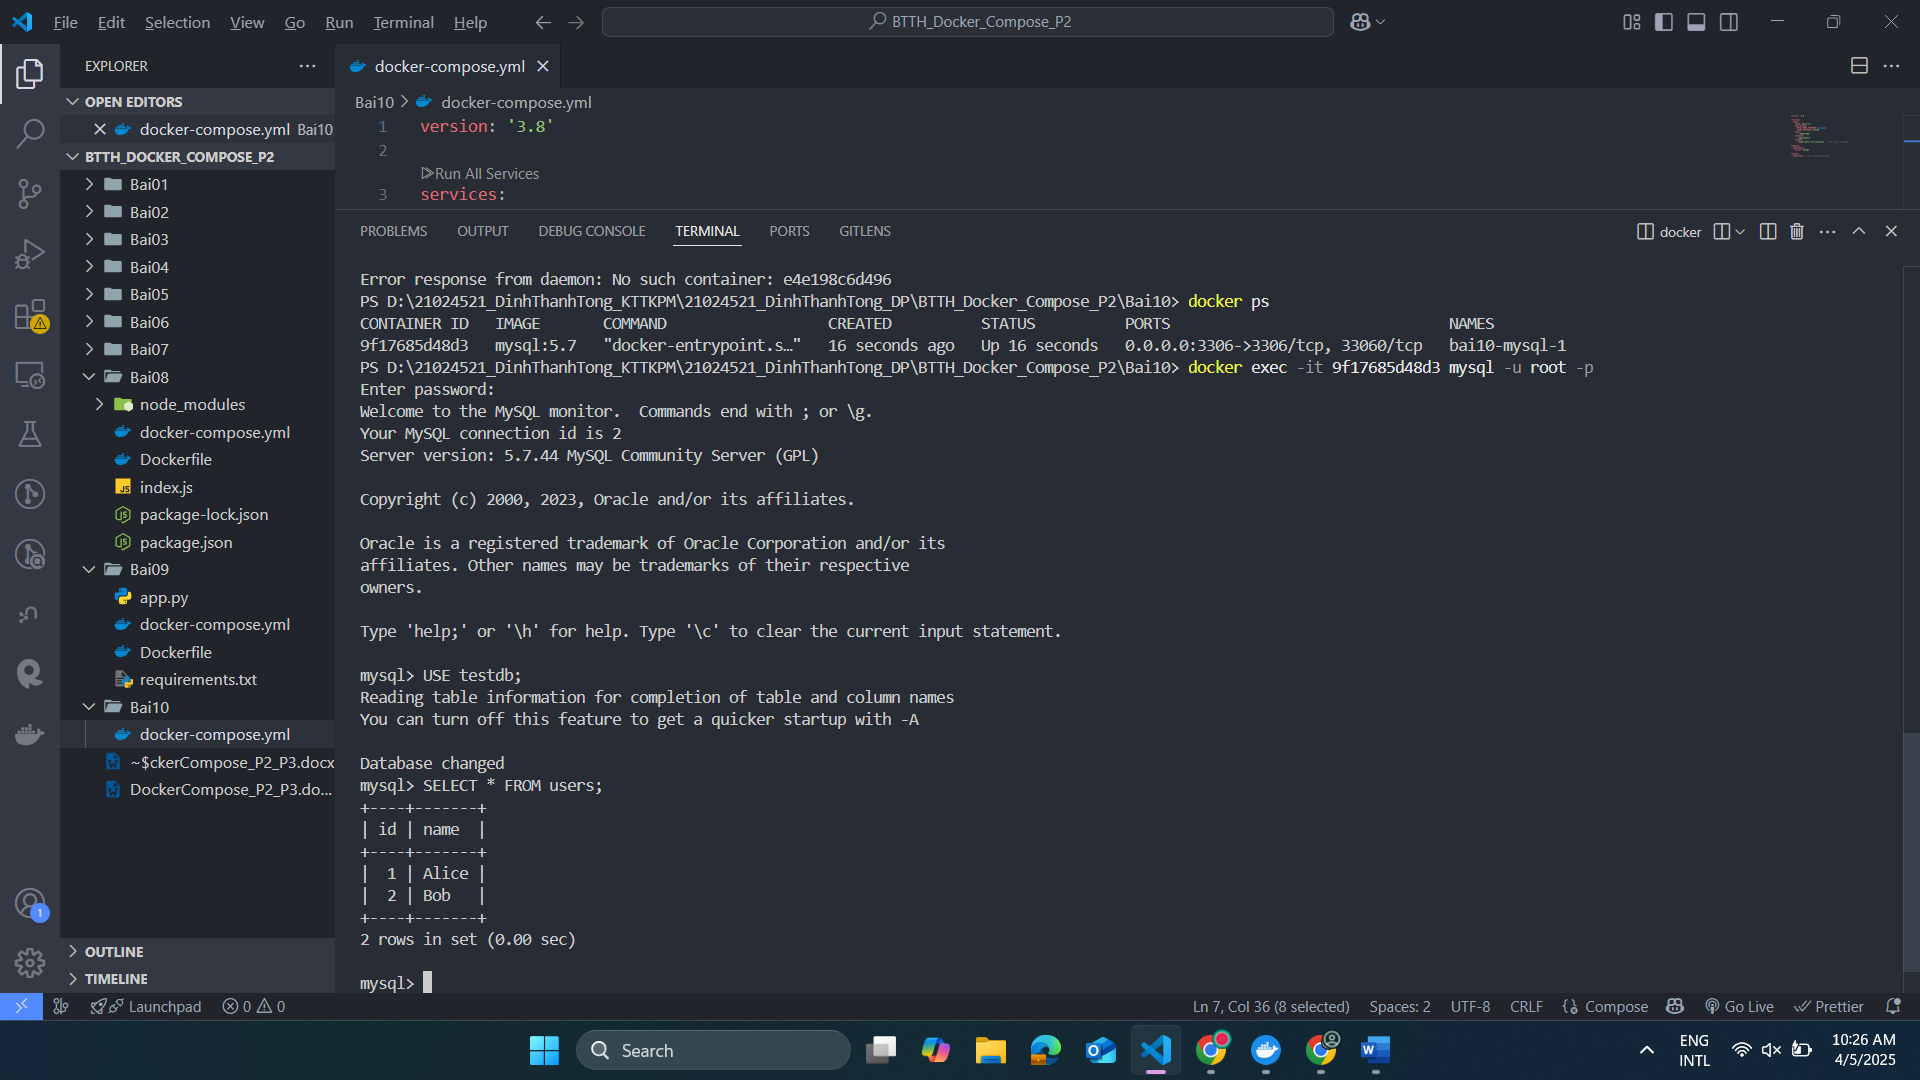 File Edit Selection View Go Run Terminal Help
BTTH_Docker_Compose_P2
EXPLORER
OPEN EDITORS
docker-compose.yml Bai10
BTTH_DOCKER_COMPOSE_P2
Bai01
Bai02
Bai03
Bai04
Bai05
Bai06
Bai07
Bai08
node_modules
docker-compose.yml
Dockerfile
index.js
package-lock.json
package.json
Bai09
app.py
docker-compose.yml
Dockerfile
requirements.txt
Bai10
docker-compose.yml
~$ckerCompose_P2_P3.docx
DockerCompose_P2_P3.do...
OUTLINE
TIMELINE
docker-compose.yml
Bai10 > docker-compose.yml
1 version: '3.8'
2
Run All Services
3 services:
PROBLEMS OUTPUT DEBUG CONSOLE TERMINAL PORTS GITLENS
docker
Error response from daemon: No such container: e4e198c6d496
PS D:\21024521_DinhThanhTong_KTTKPM\21024521_DinhThanhTong_DP\BTTH_Docker_Compose_P2\Bai10> docker ps
CONTAINER ID IMAGE COMMAND CREATED STATUS PORTS NAMES
9f17685d48d3 mysql:5.7 "docker-entrypoint.s…" 16 seconds ago Up 16 seconds 0.0.0.0:3306->3306/tcp, 33060/tcp bai10-mysql-1
PS D:\21024521_DinhThanhTong_KTTKPM\21024521_DinhThanhTong_DP\BTTH_Docker_Compose_P2\Bai10> docker exec -it 9f17685d48d3 mysql -u root -p
Enter password:
Welcome to the MySQL monitor. Commands end with ; or \g.
Your MySQL connection id is 2
Server version: 5.7.44 MySQL Community Server (GPL)
Copyright (c) 2000, 2023, Oracle and/or its affiliates.
Oracle is a registered trademark of Oracle Corporation and/or its
affiliates. Other names may be trademarks of their respective
owners.
Type 'help;' or '\h' for help. Type '\c' to clear the current input statement.
mysql> USE testdb;
Reading table information for completion of table and column names
You can turn off this feature to get a quicker startup with -A
Database changed
mysql> SELECT * FROM users;
+----+-------+
| id | name  |
+----+-------+
|  1 | Alice |
|  2 | Bob   |
+----+-------+
2 rows in set (0.00 sec)
mysql>
Launchpad 0 0 Ln 7, Col 36 (8 selected) Spaces: 2 UTF-8 CRLF Compose Go Live Prettier
Search
ENG
INTL
10:26 AM
4/5/2025